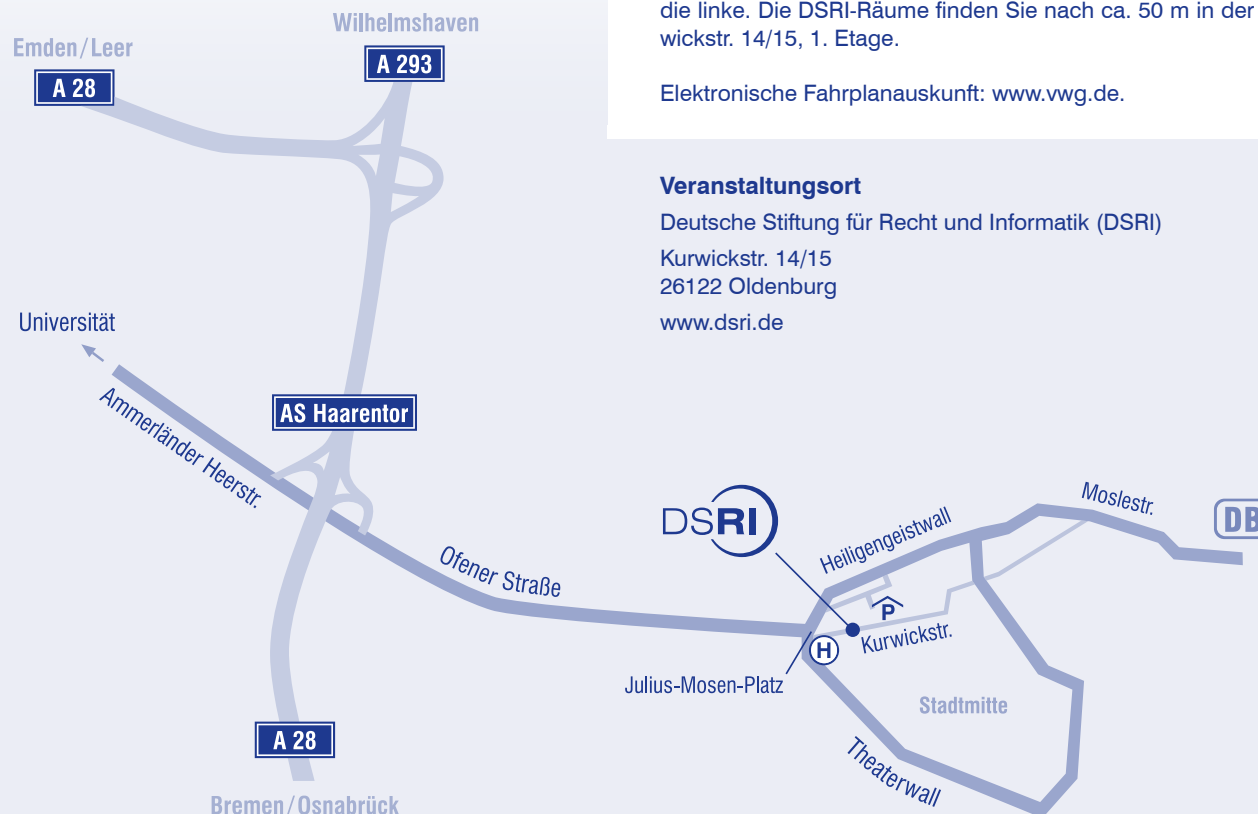 die linke. Die DSRI-Räume finden Sie nach ca. 50 m in der
wickstr. 14/15, 1. Etage.
Elektronische Fahrplanauskunft: www.vwg.de.
Veranstaltungsort
Deutsche Stiftung für Recht und Informatik (DSRI)
Kurwickstr. 14/15
26122 Oldenburg
www.dsri.de
Wilhelmshaven
Emden/Leer
A 293
A 28
Universität
AS Haarentor
Ammerländer Heerstr.
Ofener Straße
DSRI
Heiligengeistwall
Moslestr.
DB
P
Kurwickstr.
H
Julius-Mosen-Platz
Stadtmitte
Theaterwall
A 28
Bremen/Osnabrück